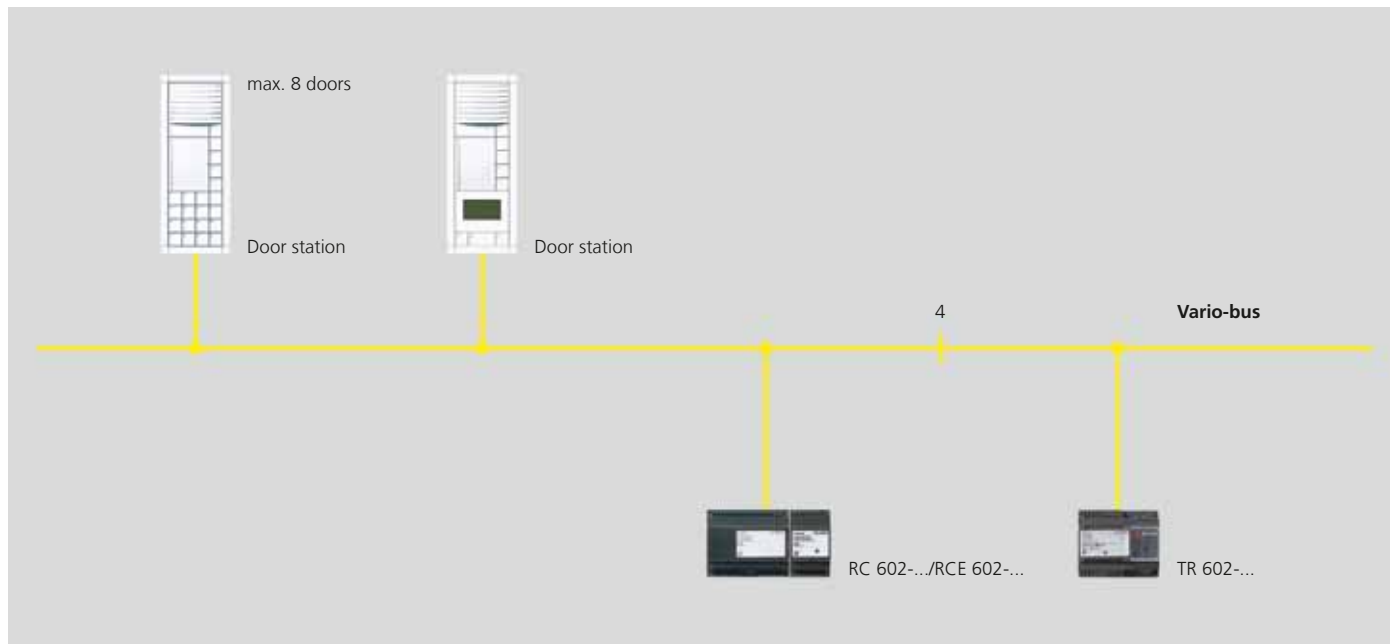 max. 8 doors
Door station
Door station
4
Vario-bus
RC 602-.../RCE 602-...
TR 602-...